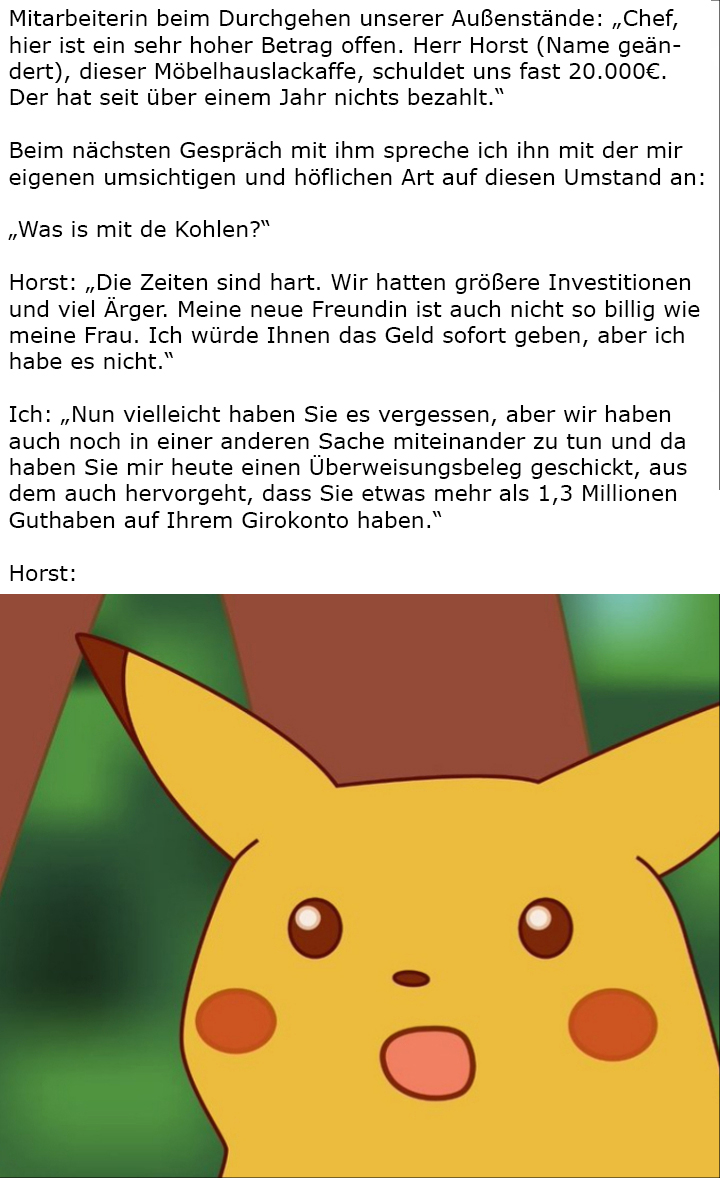 Mitarbeiterin beim Durchgehen unserer Außenstände: „Chef,
hier ist ein sehr hoher Betrag offen. Herr Horst (Name geän-
dert), dieser Möbelhauslackaffe, schuldet uns fast 20.000€.
Der hat seit über einem Jahr nichts bezahlt.“
Beim nächsten Gespräch mit ihm spreche ich ihn mit der mir
eigenen umsichtigen und höflichen Art auf diesen Umstand an:
„Was is mit de Kohlen?“
Horst: „Die Zeiten sind hart. Wir hatten größere Investitionen
und viel Ärger. Meine neue Freundin ist auch nicht so billig wie
meine Frau. Ich würde Ihnen das Geld sofort geben, aber ich
habe es nicht.“
Ich: „Nun vielleicht haben Sie es vergessen, aber wir haben
auch noch in einer anderen Sache miteinander zu tun und da
haben Sie mir heute einen Überweisungsbeleg geschickt, aus
dem auch hervorgeht, dass Sie etwas mehr als 1,3 Millionen
Guthaben auf Ihrem Girokonto haben.“
Horst: